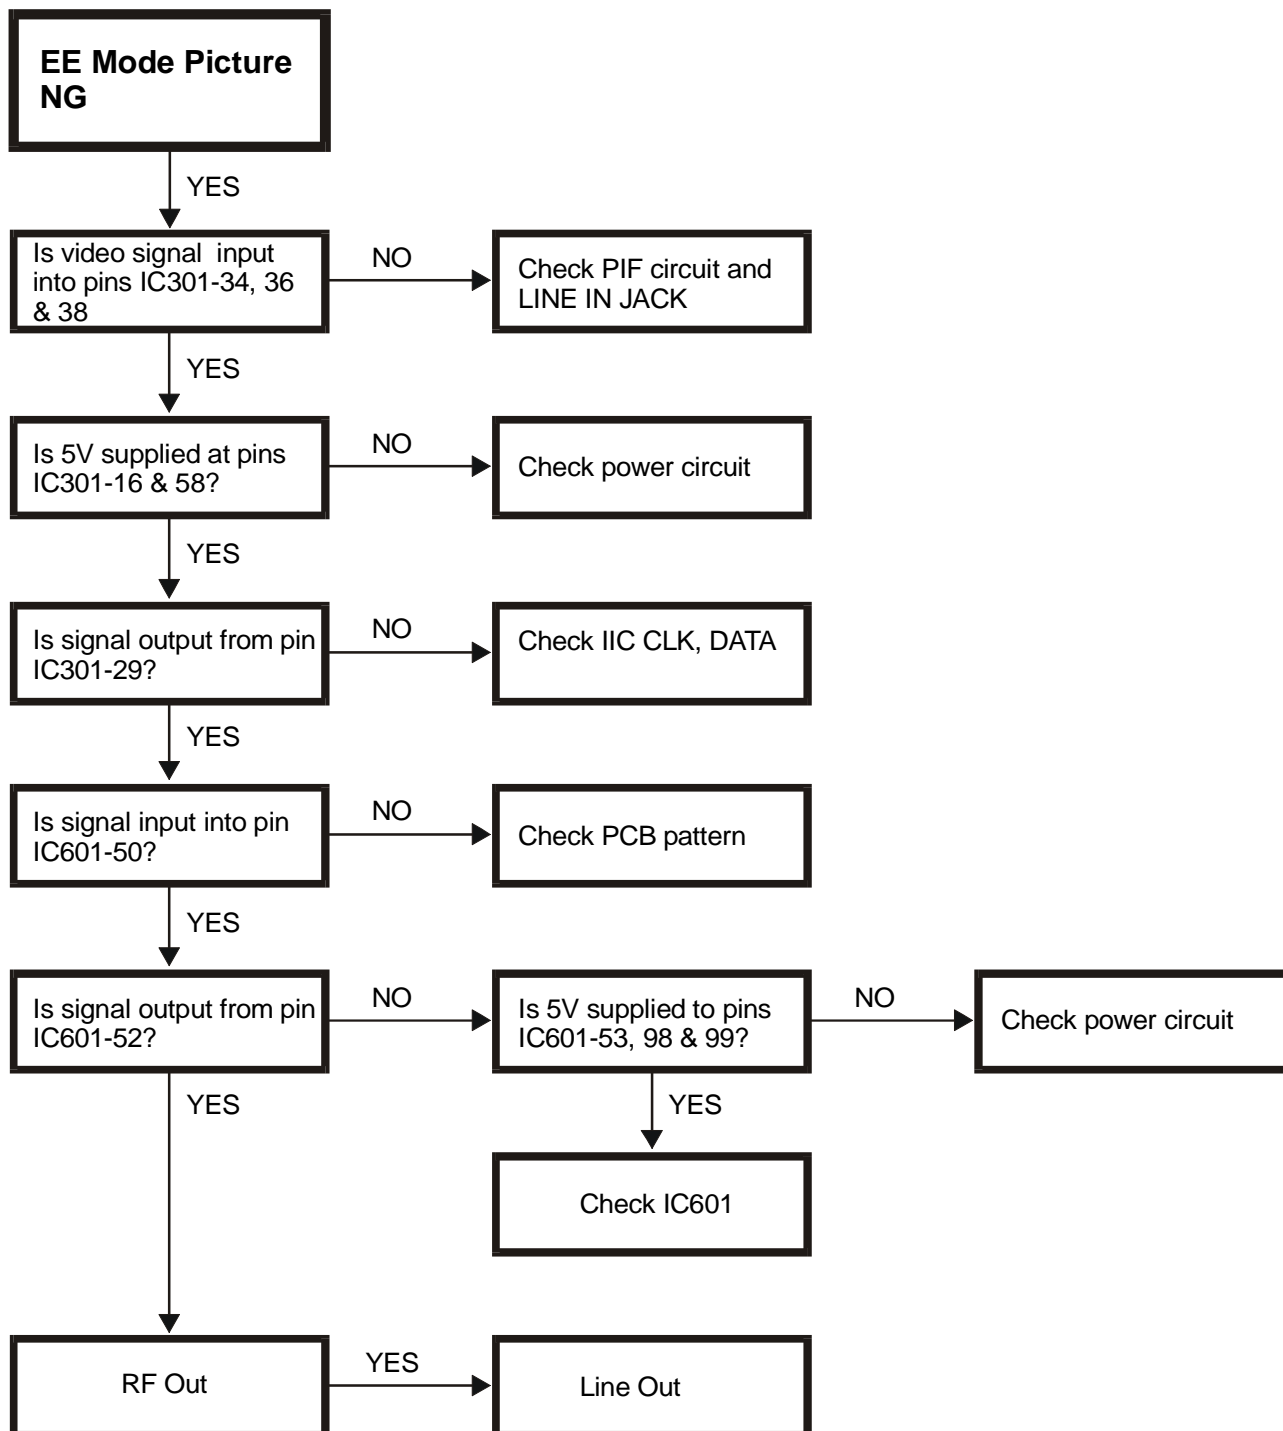 EE Mode Picture
NG
YES
Is video signal input
into pins IC301-34, 36
& 38
NO
Check PIF circuit and
LINE IN JACK
YES
Is 5V supplied at pins
IC301-16 & 58?
NO
Check power circuit
YES
Is signal output from pin
IC301-29?
NO
Check IIC CLK, DATA
YES
Is signal input into pin
IC601-50?
NO
Check PCB pattern
YES
Is signal output from pin
IC601-52?
NO
Is 5V supplied to pins
IC601-53, 98 & 99?
NO
Check power circuit
YES
YES
Check IC601
RF Out
YES
Line Out